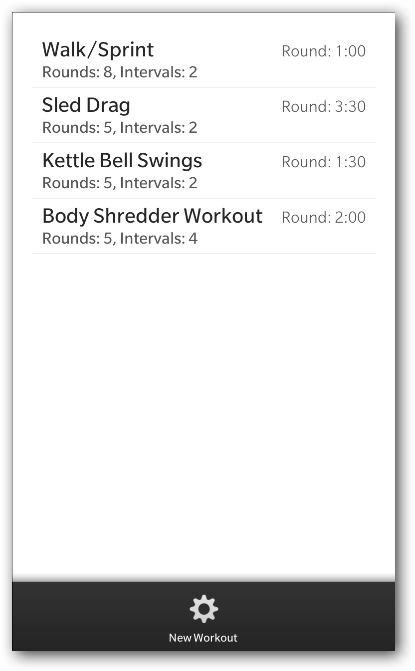 Walk/Sprint Round: 1:00
Rounds: 8, Intervals: 2
Sled Drag Round: 3:30
Rounds: 5, Intervals: 2
Kettle Bell Swings Round: 1:30
Rounds: 5, Intervals: 2
Body Shredder Workout Round: 2:00
Rounds: 5, Intervals: 4
New Workout